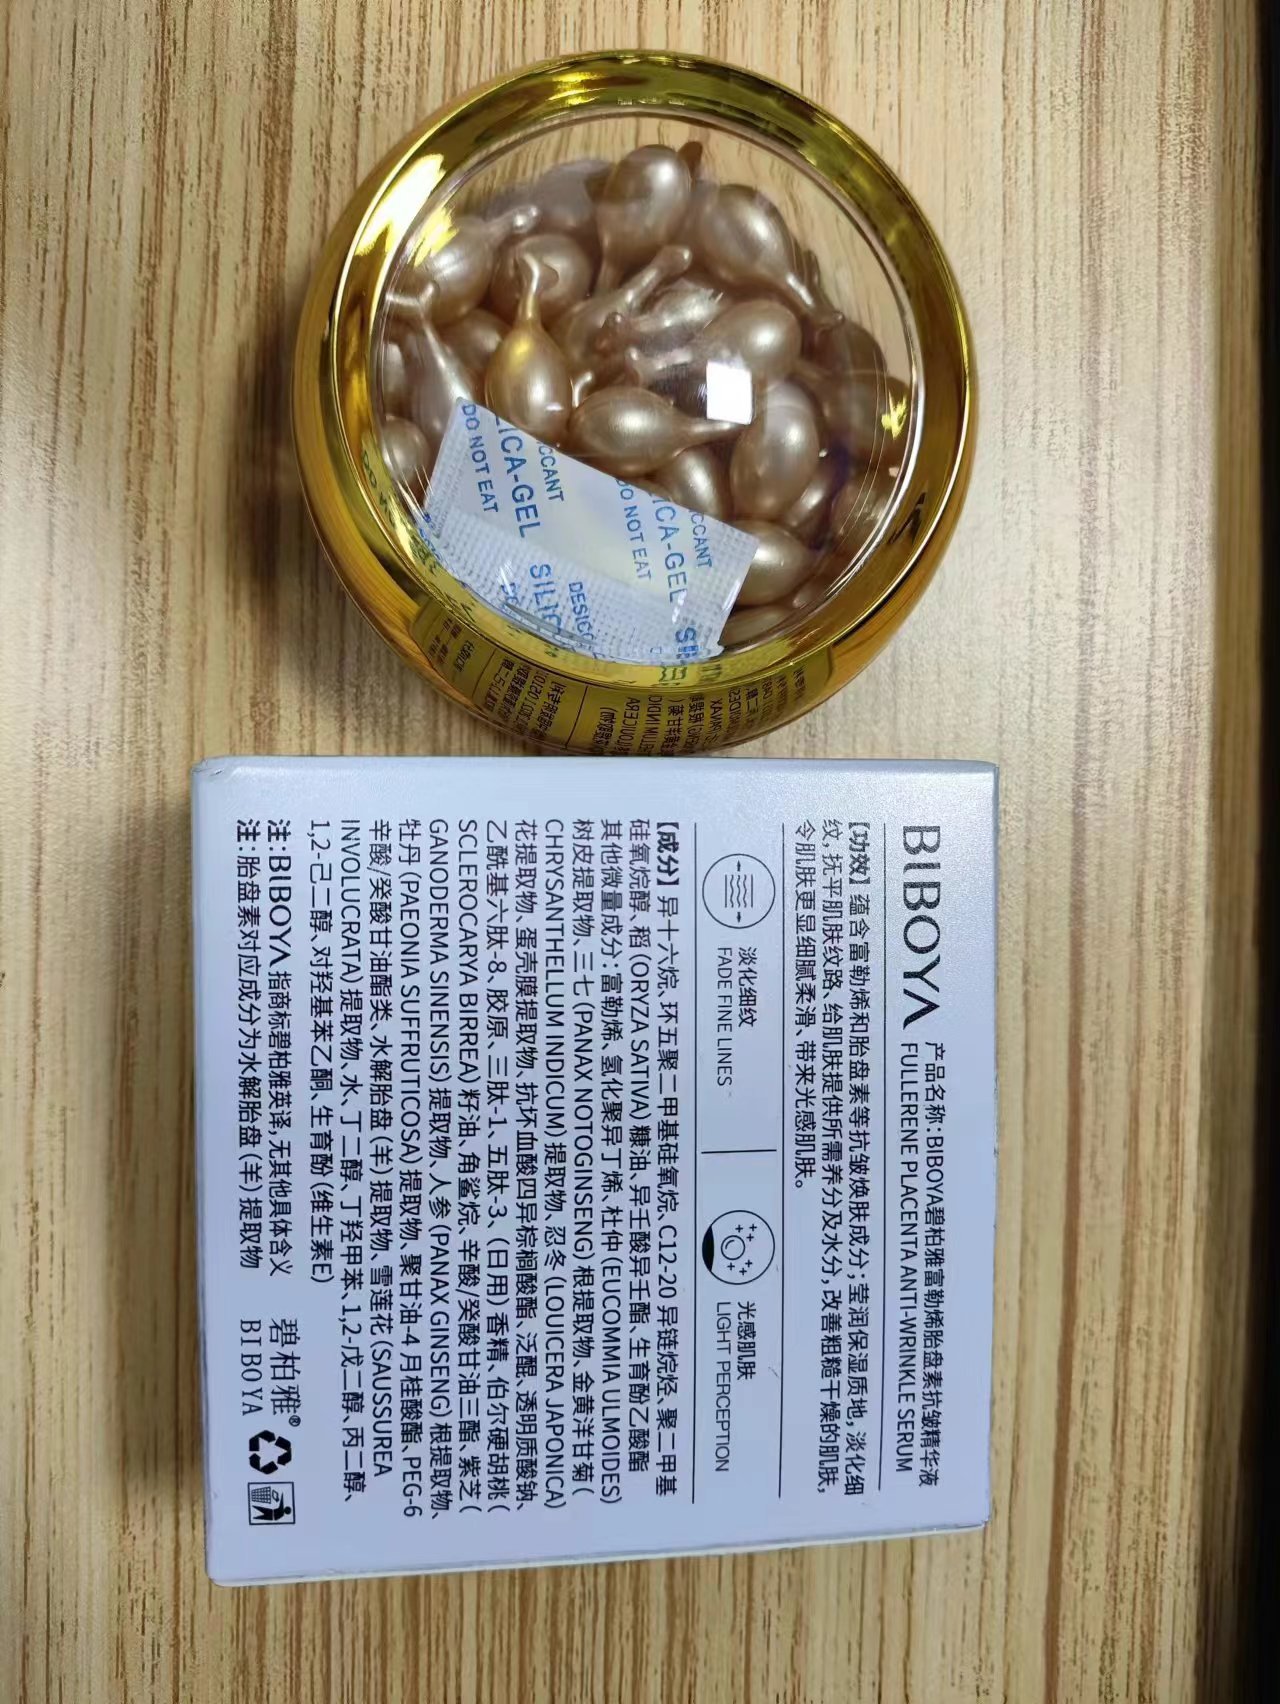 BIBOYA
产品名称:BIBOYA碧柏雅富勒烯胎盘素抗皱精华液
FULLERENE PLACENTA ANTI-WRINKLE SERUM
【功效】蕴含富勒烯和胎盘素等抗皱焕肤成分;莹润保湿质地,淡化细
纹,抚平肌肤纹路,给肌肤提供所需养分及水分,改善粗糙干燥的肌肤,
令肌肤更显细腻柔滑、带来光感肌肤。
淡化细纹
FADE FINE LINES
光感肌肤
LIGHT PERCEPTION
【成分】异十六烷、环五聚二甲基硅氧烷、C12-20 异链烷烃、聚二甲基
硅氧烷醇、稻(ORYZA SATIVA)糠油、异壬酸异壬酯、生育酚乙酸酯
其他微量成分:富勒烯、氢化聚异丁烯、杜仲(EUCOMMIA ULMOIDES)
树皮提取物、三七(PANAX NOTOGINSENG)根提取物、金黄洋甘菊(
CHRYSANTHELLUM INDICUM)提取物、忍冬(LOUICERA JAPONICA)
花提取物、蛋壳膜提取物、抗坏血酸四异棕榈酸酯、泛醌、透明质酸钠、
乙酰基六肽-8、胶原、三肽-1、五肽-3、(日用)香精、伯尔硬胡桃(
SCLEROCARYA BIRREA)籽油、角鲨烷、辛酸/癸酸甘油三酯、紫芝(
GANODERMA SINENSIS)提取物、人参(PANAX GINSENG)根提取物、
牡丹(PAEONIA SUFFRUTICOSA)提取物、聚甘油-4 月桂酸酯、PEG-6
辛酸/癸酸甘油酯类、水解胎盘(羊)提取物、雪莲花(SAUSSUREA
INVOLUCRATA)提取物、水、丁二醇、丁羟甲苯、1,2-戊二醇、丙二醇、
1,2-己二醇、对羟基苯乙酮、生育酚(维生素E)
注:BIBOYA 指商标碧柏雅英译,无其他具体含义
注:胎盘素对应成分为水解胎盘(羊)提取物
碧柏雅®
BIBOYA
DO NOT EAT
ICA-GEL
CCANT
DO NOT EAT
ICA-GEL
CCANT
DESICC